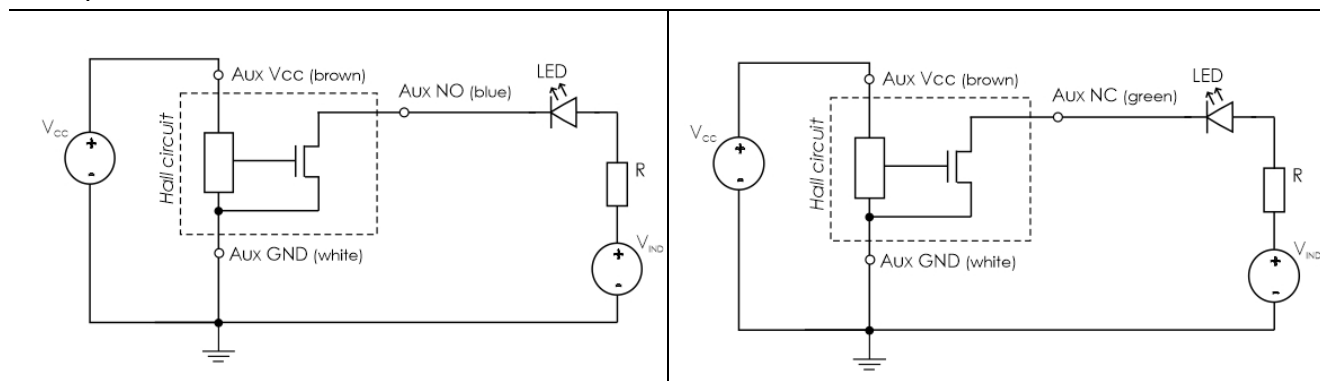 Aux Vcc (brown)
LED
Aux NO (blue)
Vcc
+
-
Hall circuit
R
VIND
+
-
Aux GND (white)
Aux Vcc (brown)
LED
Aux NC (green)
Vcc
+
-
Hall circuit
R
VIND
+
-
Aux GND (white)